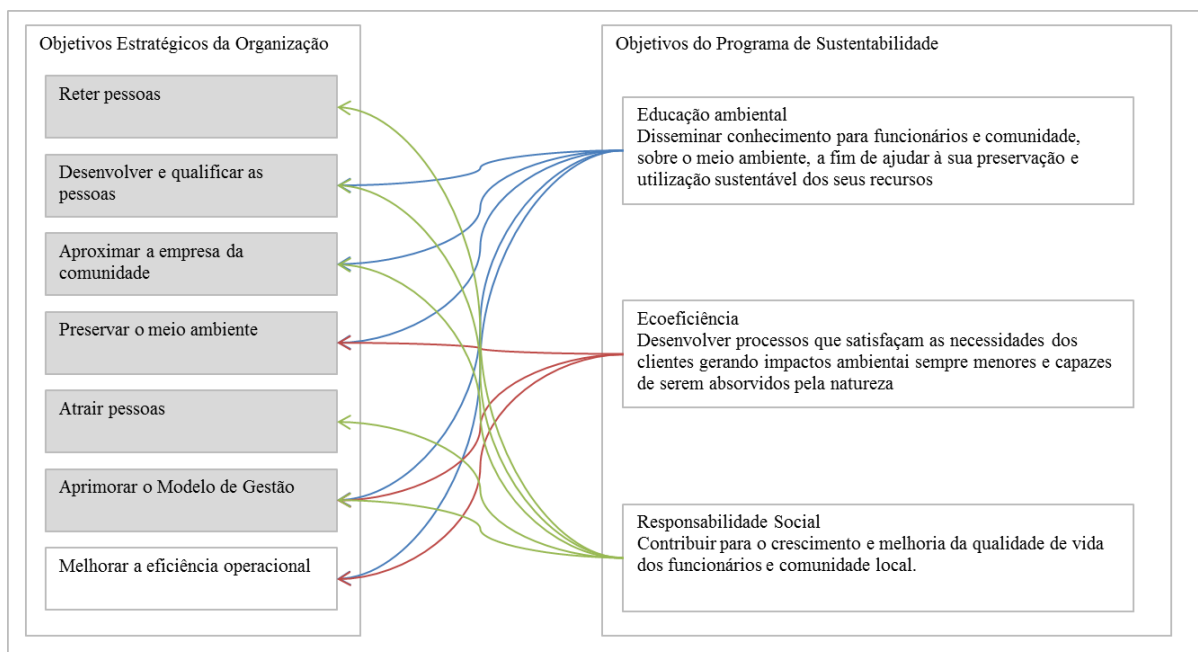 Objetivos Estratégicos da Organização
Reter pessoas
Desenvolver e qualificar as
pessoas
Aproximar a empresa da
comunidade
Preservar o meio ambiente
Atrair pessoas
Aprimorar o Modelo de Gestão
Melhorar a eficiência operacional
Objetivos do Programa de Sustentabilidade
Educação ambiental
Disseminar conhecimento para funcionários e comunidade,
sobre o meio ambiente, a fim de ajudar à sua preservação e
utilização sustentável dos seus recursos
Ecoeficiência
Desenvolver processos que satisfaçam as necessidades dos
clientes gerando impactos ambientai sempre menores e capazes
de serem absorvidos pela natureza
Responsabilidade Social
Contribuir para o crescimento e melhoria da qualidade de vida
dos funcionários e comunidade local.